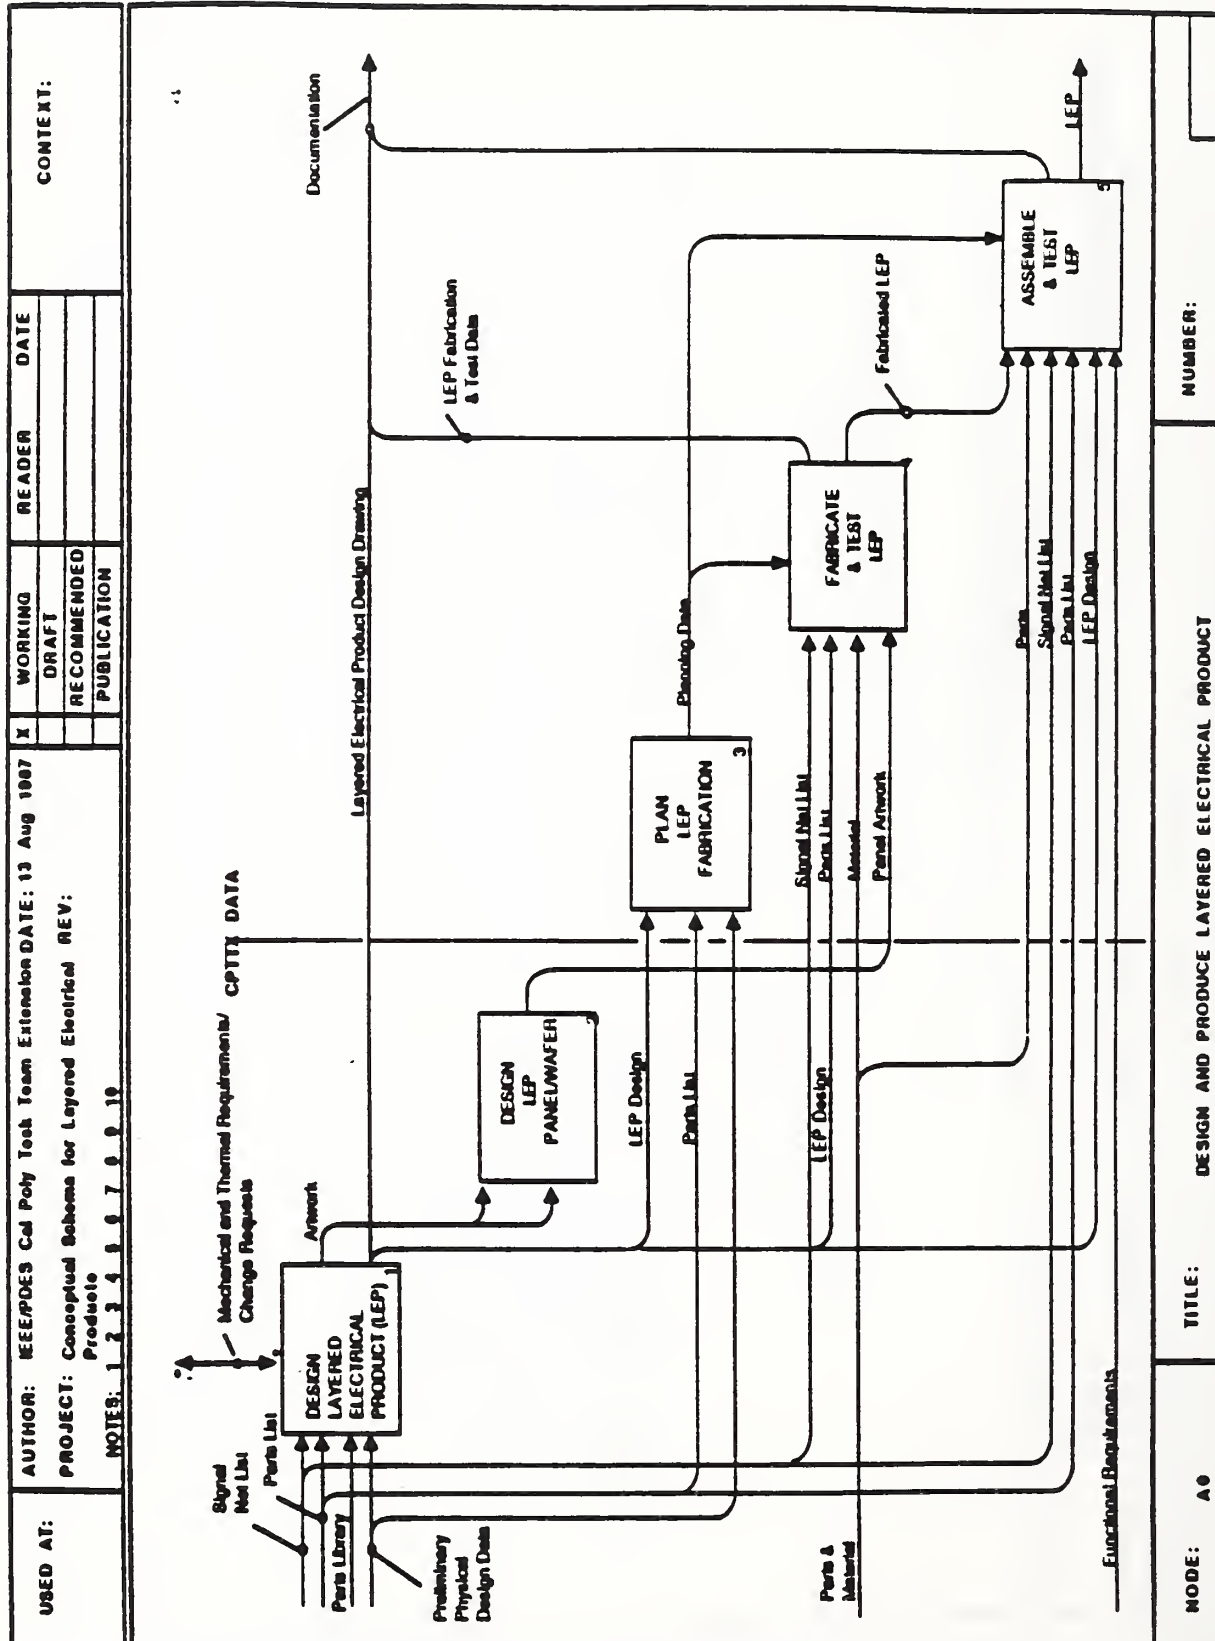 USED AT:
AUTHOR: IEEE/PDES Cal Poly Task Team Extension
DATE: 13 Aug 1987
PROJECT: Conceptual Schema for Layered Electrical
Products
REV:
NOTES: 1 2 3 4 5 6 7 8 9 10
X
WORKING
DRAFT
RECOMMENDED
PUBLICATION
READER
DATE
CONTEXT:
Signal
Net List
Parts List
Parts Library
Preliminary
Physical
Design Data
Mechanical and Thermal Requirements/
Change Requests
CPTTX DATA
DESIGN
LAYERED
ELECTRICAL
PRODUCT (LEP)
1
Artwork
Layered Electrical Product Design Drawing
Documentation
DESIGN
LEP
PANEL/WAFER
2
LEP Design
Parts List
PLAN
LEP
FABRICATION
3
Planning Data
LEP Fabrication
& Test Data
LEP Design
Signal Net List
Parts List
Material
Panel Artwork
FABRICATE
& TEST
LEP
Fabricated LEP
Parts &
Material
Parts
Signal Net List
Parts List
LEP Design
ASSEMBLE
& TEST
LEP
5
LEP
Functional Requirements
NODE: A0
TITLE: DESIGN AND PRODUCE LAYERED ELECTRICAL PRODUCT
NUMBER: